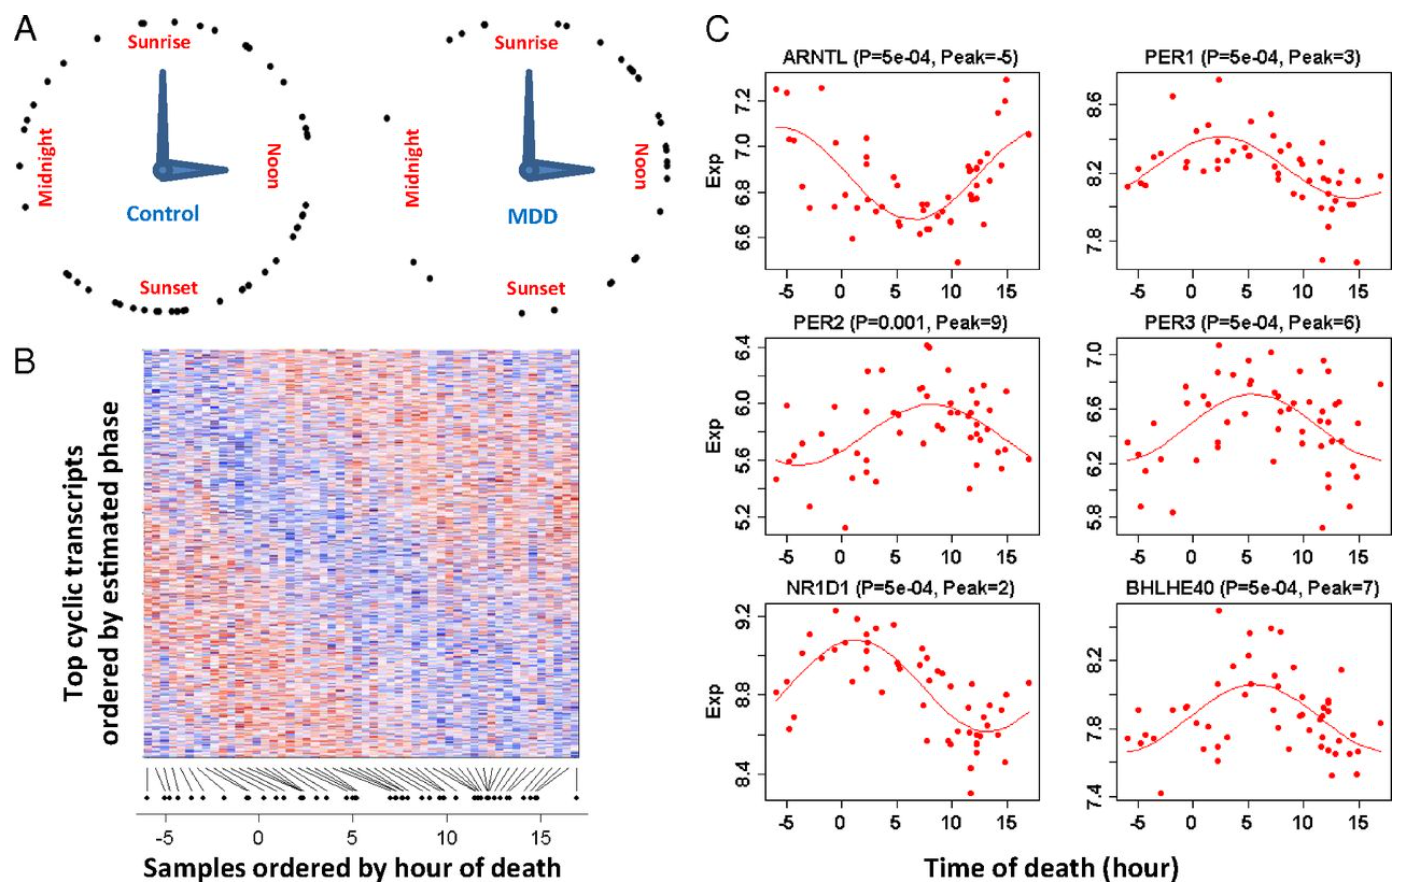 A
Sunrise
Midnight
Noon
Control
Sunset
Sunrise
Midnight
Noon
MDD
Sunset
B
Top cyclic transcripts
ordered by estimated phase
-5 0 5 10 15
Samples ordered by hour of death
C
ARNTL (P=5e-04, Peak=-5)
Exp
7.2
7.0
6.8
6.6
-5 0 5 10 15
PER1 (P=5e-04, Peak=3)
8.6
8.2
7.8
-5 0 5 10 15
PER2 (P=0.001, Peak=9)
Exp
6.4
6.0
5.6
5.2
-5 0 5 10 15
PER3 (P=5e-04, Peak=6)
7.0
6.6
6.2
5.8
-5 0 5 10 15
NR1D1 (P=5e-04, Peak=2)
Exp
9.2
8.8
8.4
-5 0 5 10 15
BHLHE40 (P=5e-04, Peak=7)
8.2
7.8
7.4
-5 0 5 10 15
Time of death (hour)